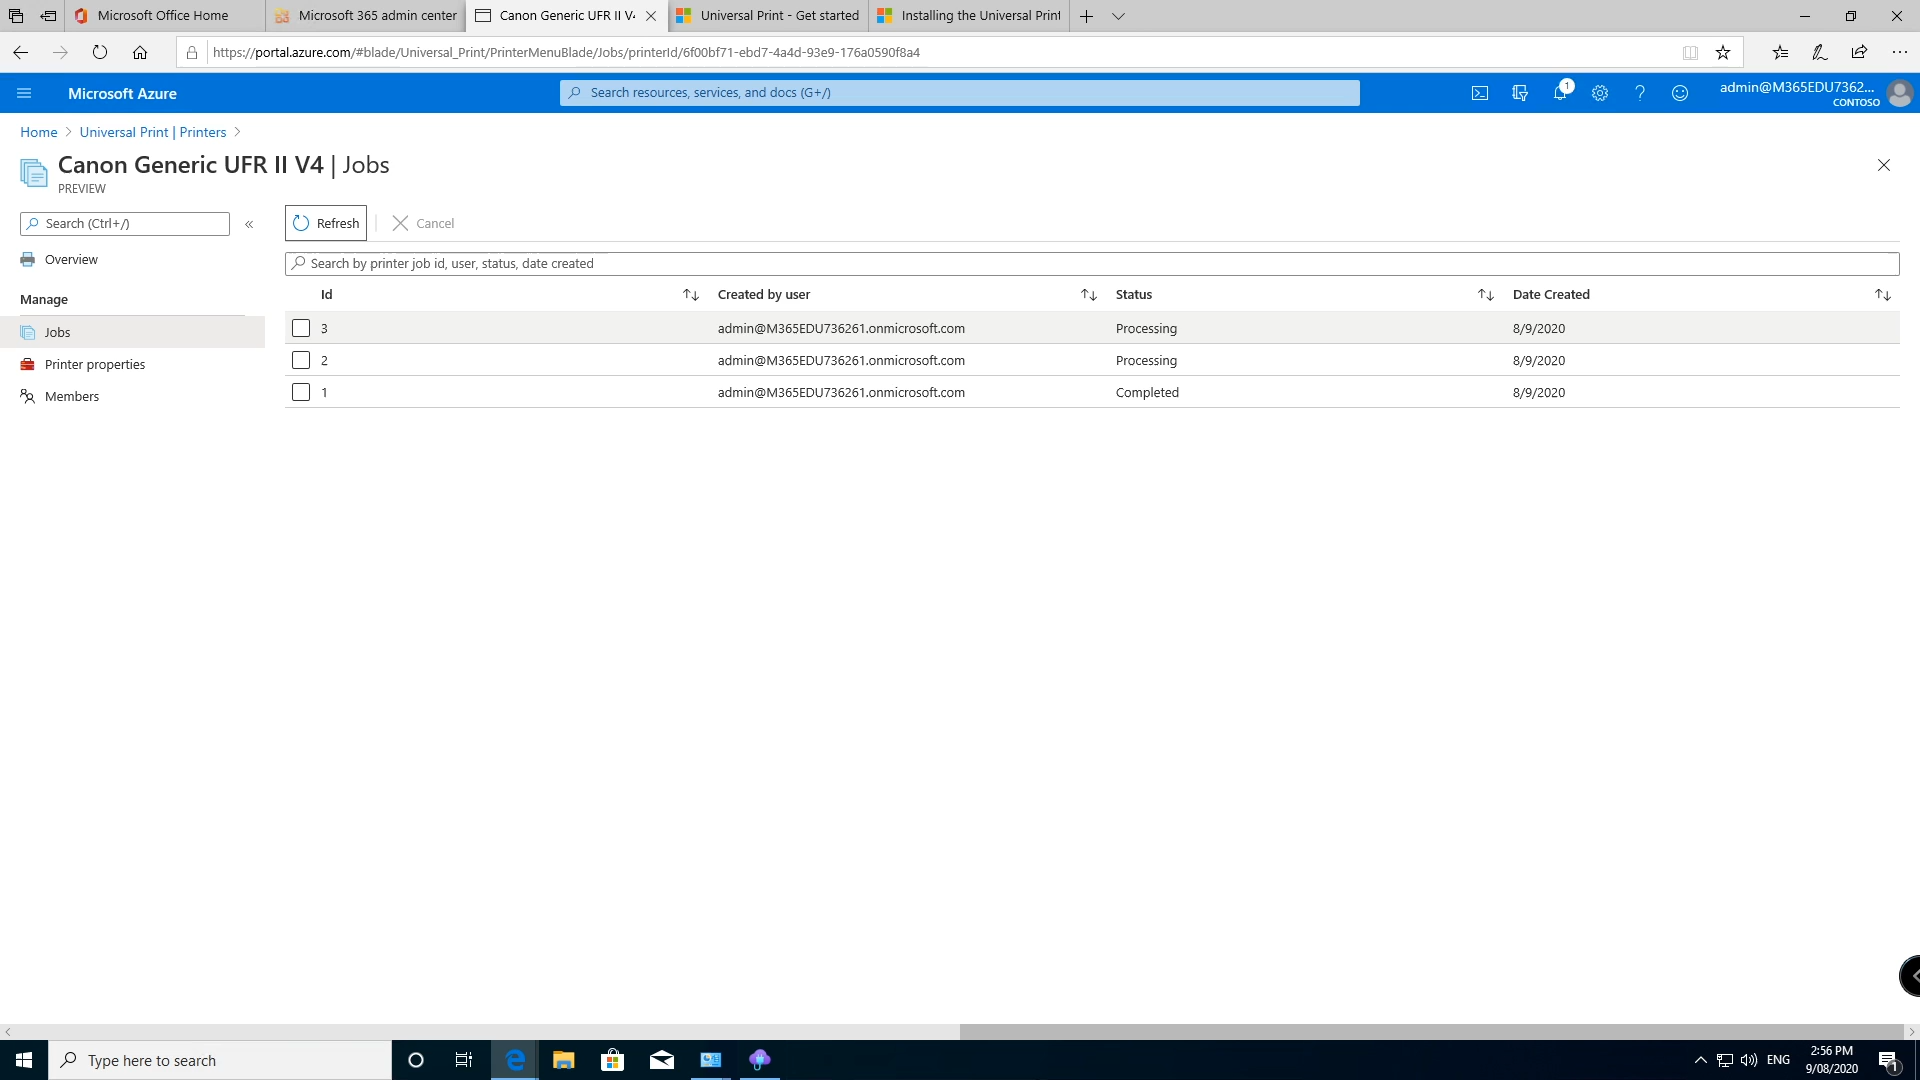 Microsoft Office Home
Microsoft 365 admin center
Canon Generic UFR II V4
Universal Print - Get started
Installing the Universal Print
https://portal.azure.com/#blade/Universal_Print/PrinterMenuBlade/Jobs/printerId/6f00bf71-ebd7-4a4d-93e9-176a0590f8a4
Microsoft Azure
Search resources, services, and docs (G+/)
1
admin@M365EDU7362...
CONTOSO
Home > Universal Print | Printers >
Canon Generic UFR II V4 | Jobs
PREVIEW
Search (Ctrl+/)
«
Refresh
Cancel
Overview
Search by printer job id, user, status, date created
Manage
Id Created by user Status Date Created
Jobs
3 admin@M365EDU736261.onmicrosoft.com Processing 8/9/2020
Printer properties
2 admin@M365EDU736261.onmicrosoft.com Processing 8/9/2020
Members
1 admin@M365EDU736261.onmicrosoft.com Completed 8/9/2020
Type here to search
ENG
2:56 PM
9/08/2020
1